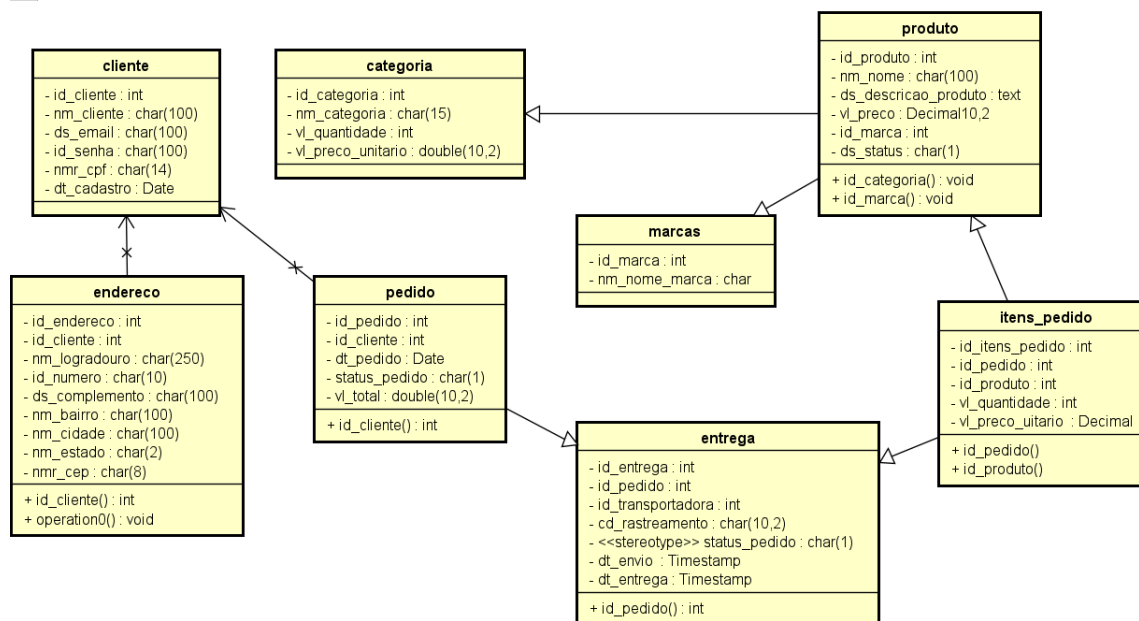 cliente
- id_cliente : int
- nm_cliente : char(100)
- ds_email : char(100)
- id_senha : char(100)
- nmr_cpf : char(14)
- dt_cadastro : Date
categoria
- id_categoria : int
- nm_categoria : char(15)
- vl_quantidade : int
- vl_preco_unitario : double(10,2)
produto
- id_produto : int
- nm_nome : char(100)
- ds_descricao_produto : text
- vl_preco : Decimal10,2
- id_marca : int
- ds_status : char(1)
+ id_categoria() : void
+ id_marca() : void
marcas
- id_marca : int
- nm_nome_marca : char
endereco
- id_endereco : int
- id_cliente : int
- nm_logradouro : char(250)
- id_numero : char(10)
- ds_complemento : char(100)
- nm_bairro : char(100)
- nm_cidade : char(100)
- nm_estado : char(2)
- nmr_cep : char(8)
+ id_cliente() : int
+ operation0() : void
pedido
- id_pedido : int
- id_cliente : int
- dt_pedido : Date
- status_pedido : char(1)
- vl_total : double(10,2)
+ id_cliente() : int
itens_pedido
- id_itens_pedido : int
- id_pedido : int
- id_produto : int
- vl_quantidade : int
- vl_preco_uitario : Decimal
+ id_pedido()
+ id_produto()
entrega
- id_entrega : int
- id_pedido : int
- id_transportadora : int
- cd_rastreamento : char(10,2)
- <<stereotype>> status_pedido : char(1)
- dt_envio : Timestamp
- dt_entrega : Timestamp
+ id_pedido() : int